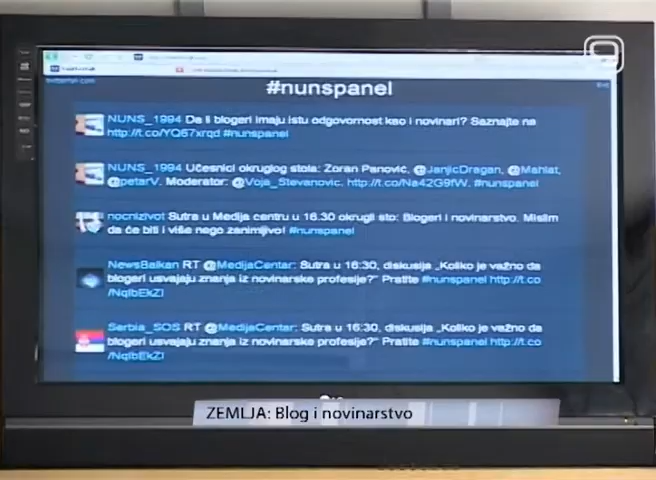 #nunspanel
NUNS_1994 Da li blogeri imaju istu odgovornost kao i novinari? Saznajte na
http://t.co/YQ67xrqd #nunspanel
NUNS_1994 Učesnici okruglog stola: Zoran Panović, @JanjicDragan, @Mahlat,
@petarV. Moderator: @Voja_Stevanovic. http://t.co/Na42G9fW. #nunspanel
nocnizivot Sutra u Medija centru u 16.30 okrugli sto: Blogeri i novinarstvo. Mislim
da će biti i više nego zanimljivo! #nunspanel
NewsBalkan RT @MedijaCentar: Sutra u 16:30, diskusija „Koliko je važno da
blogeri usvajaju znanja iz novinarske profesije?" Pratite #nunspanel http://t.co
/NqIbEkZI
Serbia_SOS RT @MedijaCentar: Sutra u 16:30, diskusija „Koliko je važno da
blogeri usvajaju znanja iz novinarske profesije?" Pratite #nunspanel http://t.co
/NqIbEkZI
ZEMLJA: Blog i novinarstvo